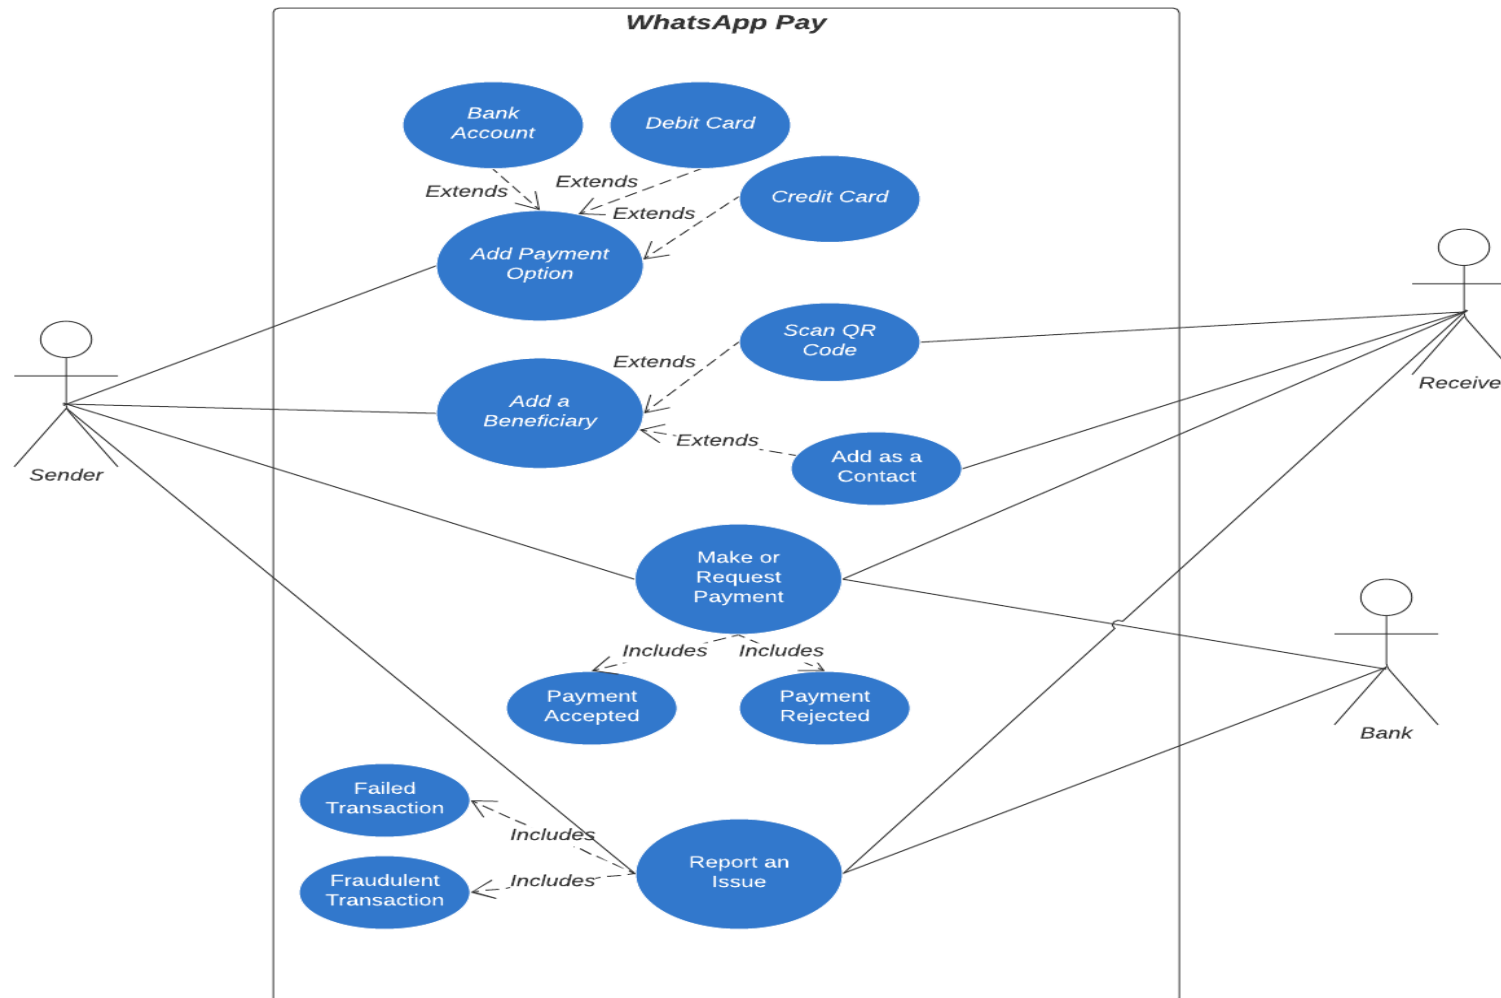 WhatsApp Pay
Bank
Account
Debit Card
Credit Card
Extends
Extends
Extends
Add Payment
Option
Scan QR
Code
Extends
Add a
Beneficiary
Extends
Add as a
Contact
Sender
Receive
Make or
Request
Payment
Includes
Includes
Payment
Accepted
Payment
Rejected
Bank
Failed
Transaction
Includes
Includes
Fraudulent
Transaction
Report an
Issue